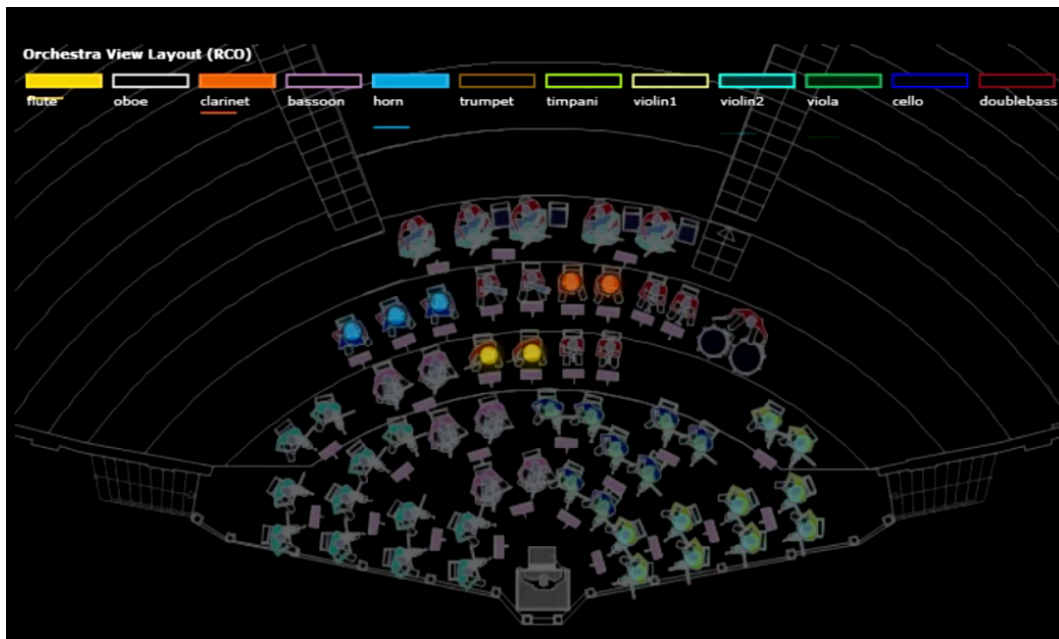 Orchestra View Layout (RCO)
flute oboe clarinet bassoon horn trumpet timpani violin1 violin2 viola cello doublebass